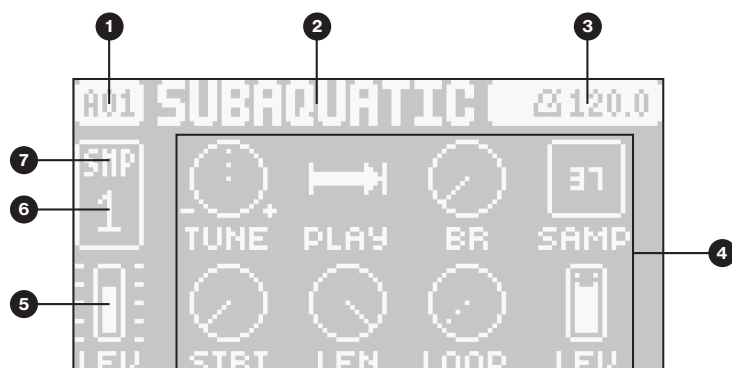 1 2 3
A01 SUBAQUATIC 120.0
7 SMP
37
6 1
TUNE PLAY BR SAMP
4
5
LEV STRT LEN LOOP LEV